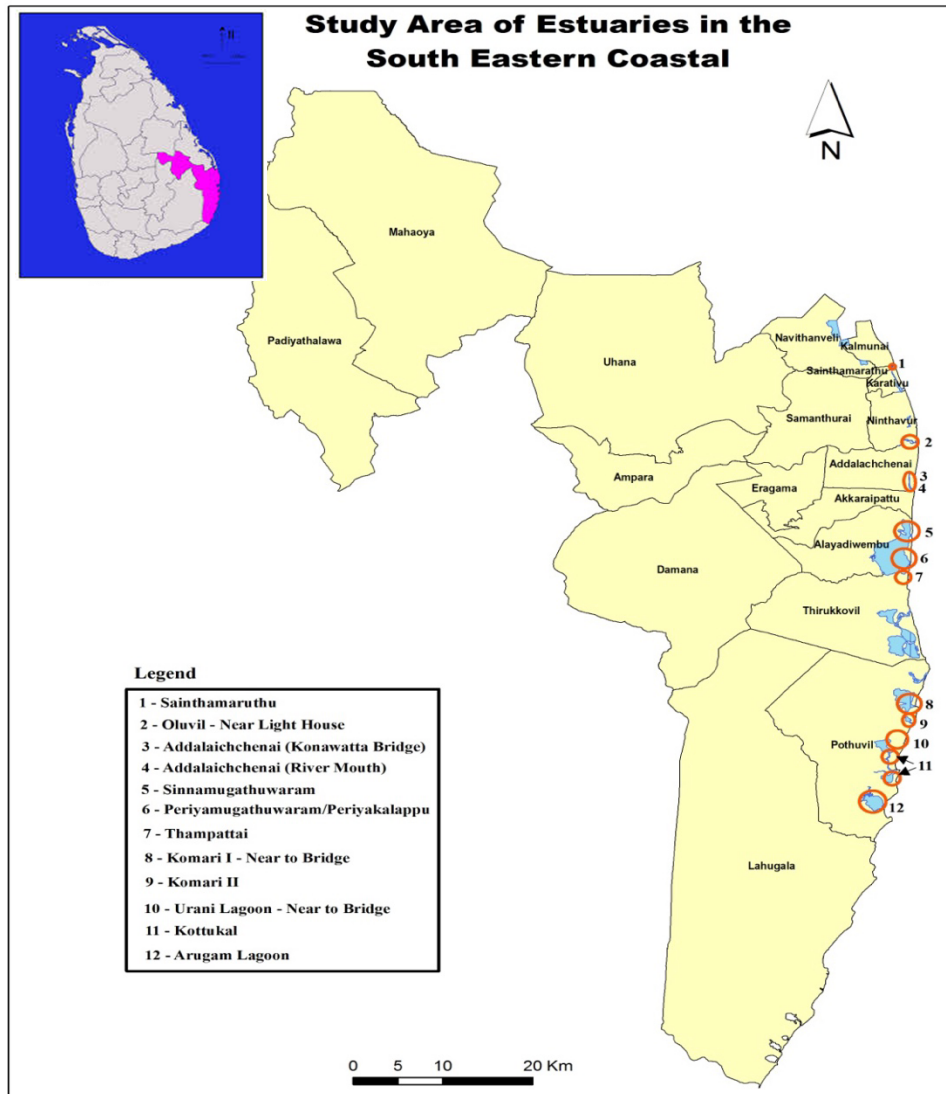 Study Area of Estuaries in the
South Eastern Coastal
N
Mahaoya
Padiyathalawa
Uhana
Navithanveli
Kalmunai
Sainthamarathu
Karativu
Samanthurai
Ninthavur
Addalachchenai
Ampara
Eragama
Akkaraipattu
Alayadiwembu
Damana
Thirukkovil
Pothuvil
Lahugala
1
2
3
4
5
6
7
8
9
10
11
12
Legend
1 - Sainthamaruthu
2 - Oluvil - Near Light House
3 - Addalaichchenai (Konawatta Bridge)
4 - Addalaichchenai (River Mouth)
5 - Sinnamugathuwaram
6 - Periyamugathuwaram/Periyakalappu
7 - Thampattai
8 - Komari I - Near to Bridge
9 - Komari II
10 - Urani Lagoon - Near to Bridge
11 - Kottukal
12 - Arugam Lagoon
0 5 10 20 Km